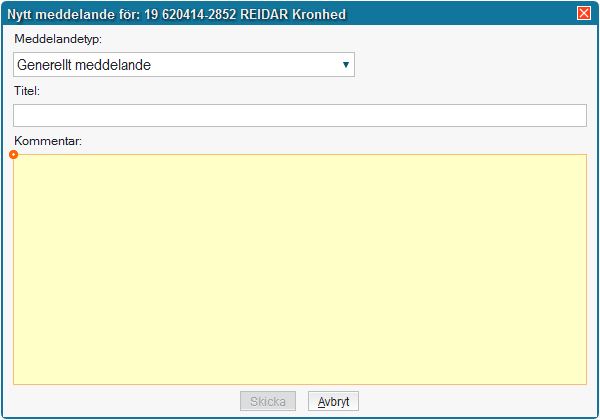 Nytt meddelande för: 19 620414-2852 REIDAR Kronhed
Meddelandetyp:
Generellt meddelande
Titel:
Kommentar:
Skicka Avbryt